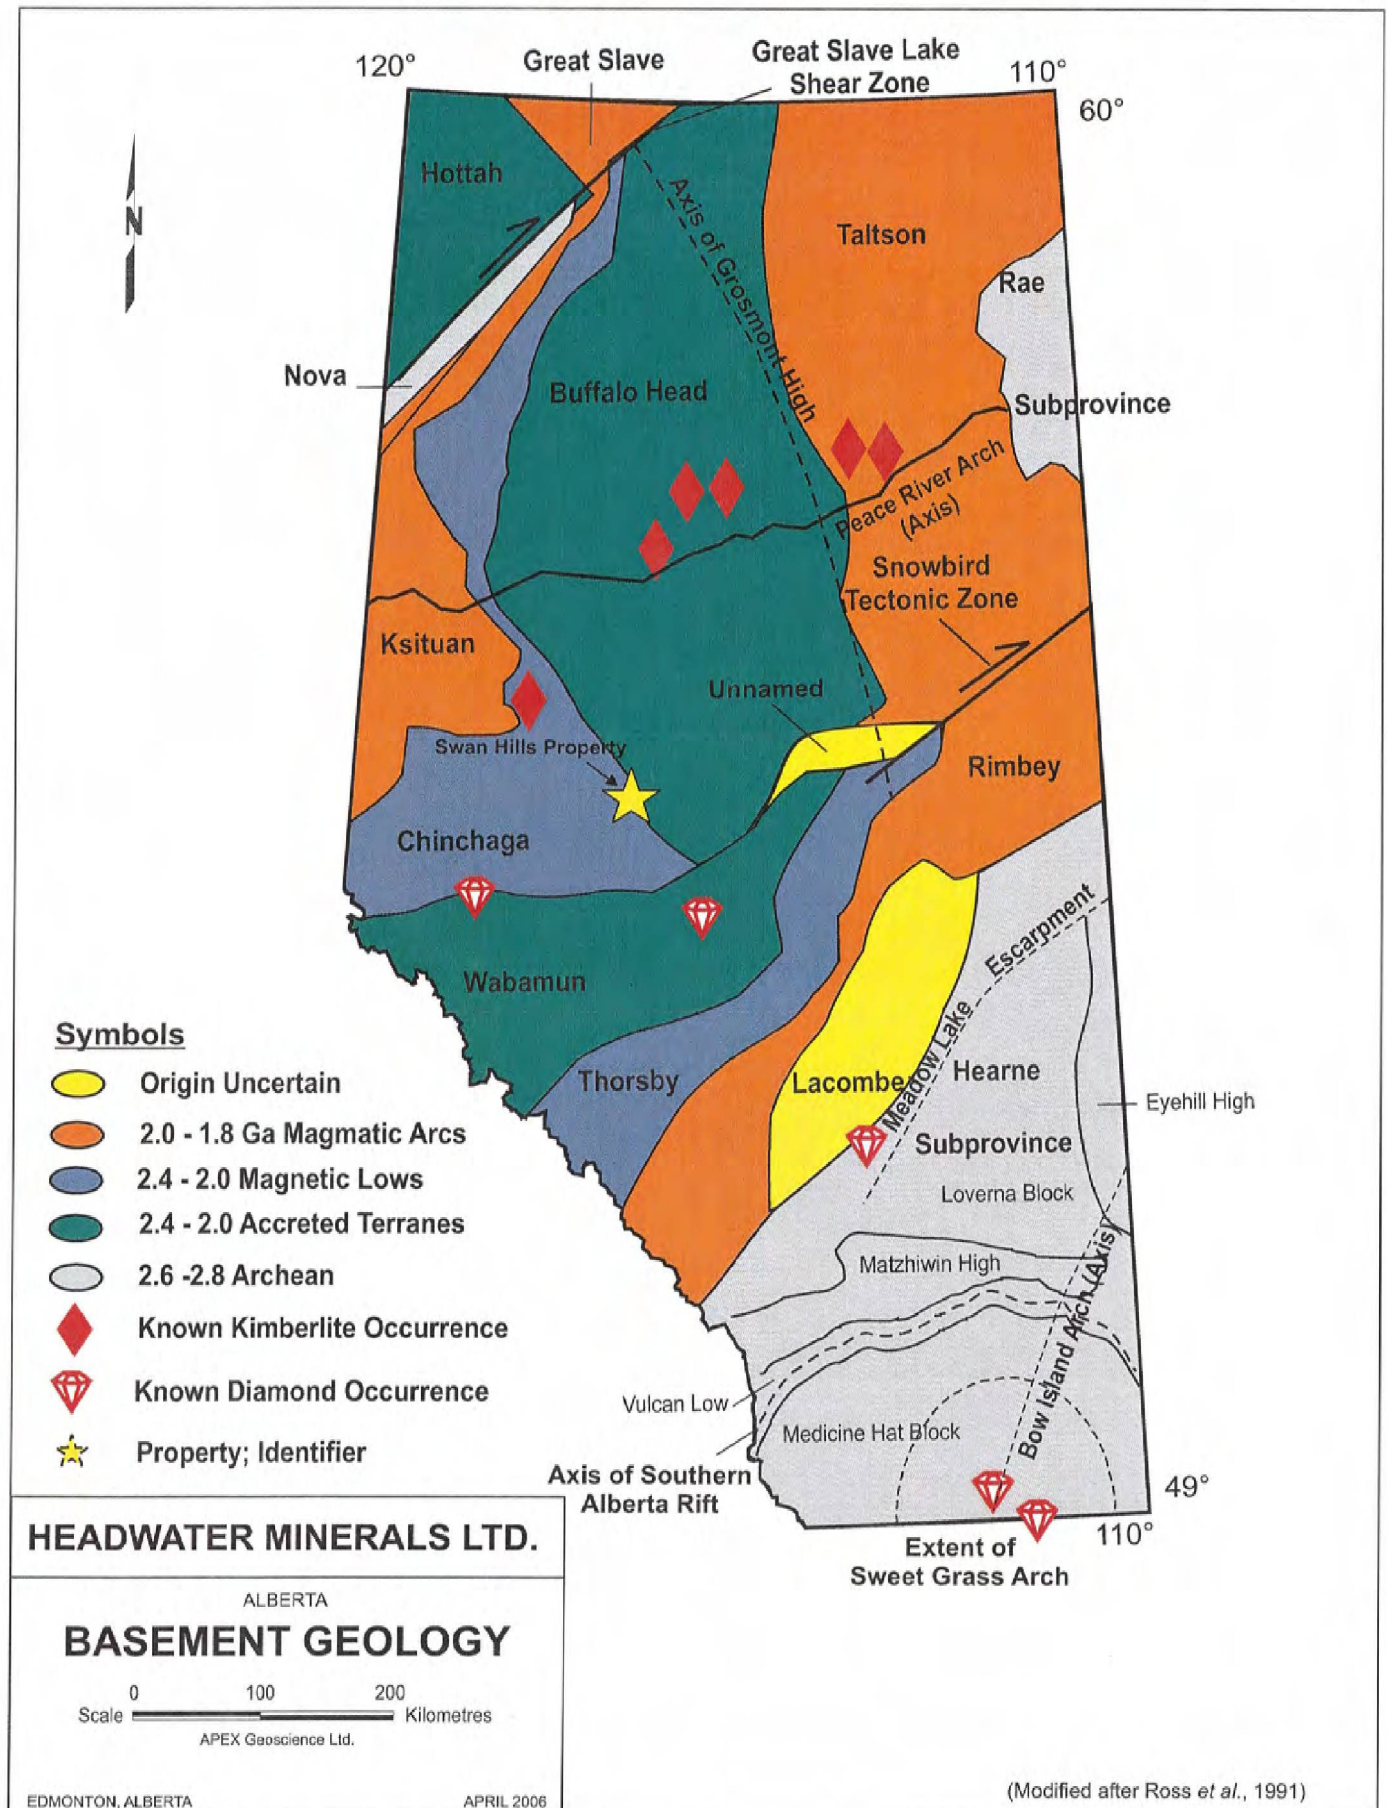 Great Slave
Great Slave Lake
Shear Zone
120°
110°
60°
N
Hottah
Axis of Grosmont High
Taltson
Rae
Nova
Buffalo Head
Subprovince
Peace River Arch
(Axis)
Snowbird
Tectonic Zone
Ksituan
Unnamed
Swan Hills Property
Rimbey
Chinchaga
Escarpment
Wabamun
Meadow Lake
Thorsby
Lacombe
Hearne
Eyehill High
Subprovince
Loverna Block
Matzhiwin High
Bow Island Arch (Axis)
Vulcan Low
Medicine Hat Block
Axis of Southern
Alberta Rift
49°
110°
Extent of
Sweet Grass Arch
Symbols
Origin Uncertain
2.0 - 1.8 Ga Magmatic Arcs
2.4 - 2.0 Magnetic Lows
2.4 - 2.0 Accreted Terranes
2.6 -2.8 Archean
Known Kimberlite Occurrence
Known Diamond Occurrence
Property; Identifier
HEADWATER MINERALS LTD.
ALBERTA
BASEMENT GEOLOGY
0 100 200
Scale Kilometres
APEX Geoscience Ltd.
EDMONTON, ALBERTA APRIL 2006
(Modified after Ross et al., 1991)